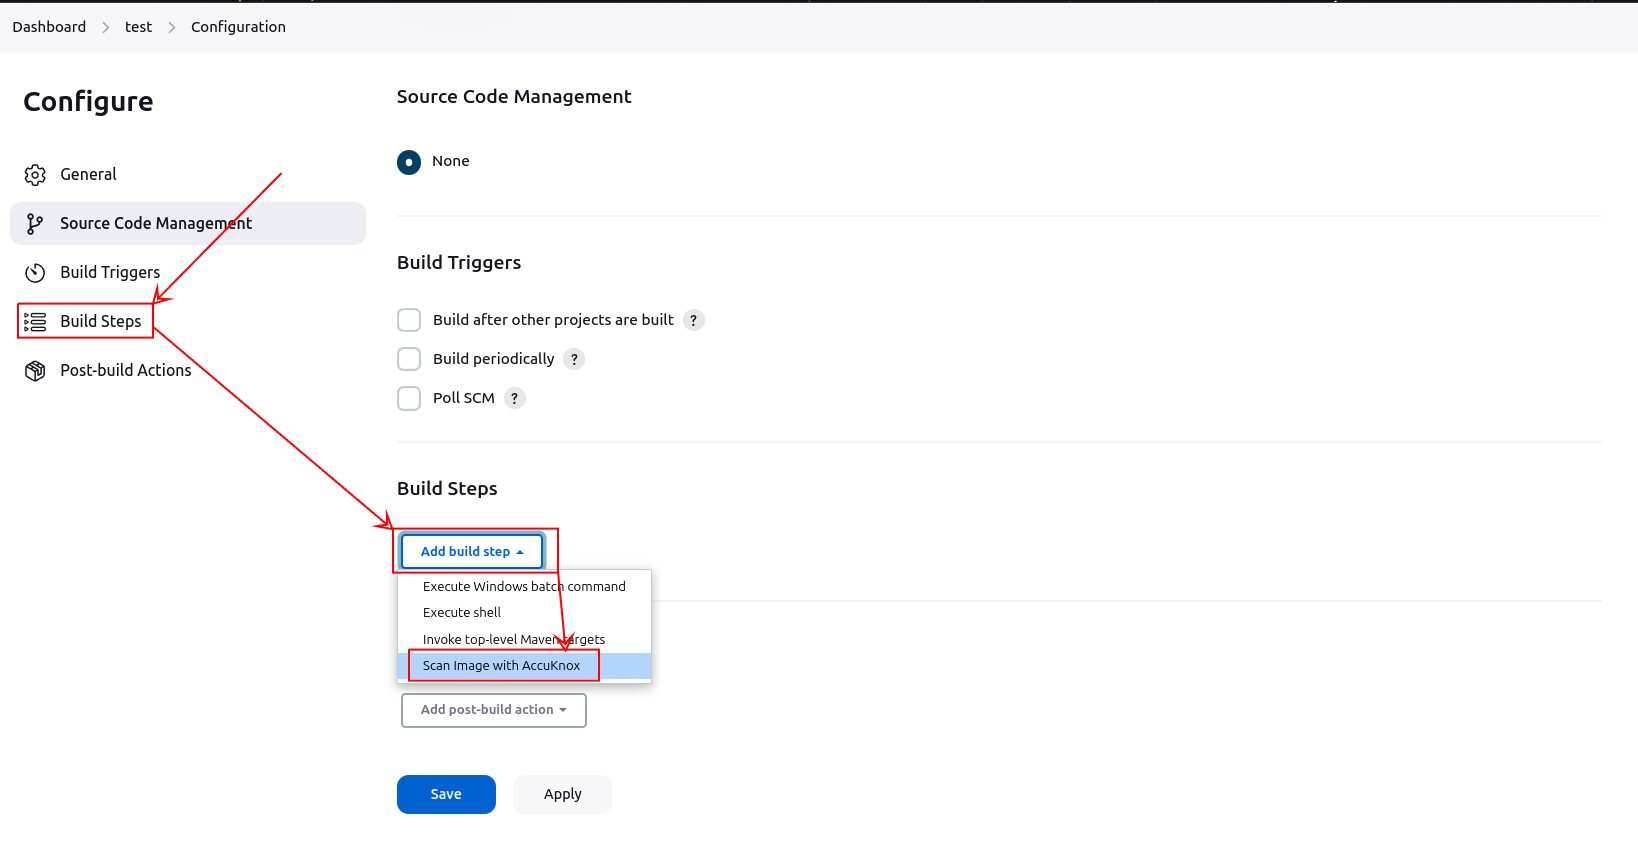 Dashboard > test > Configuration
Configure
General
Source Code Management
Build Triggers
Build Steps
Post-build Actions
Source Code Management
None
Build Triggers
Build after other projects are built ?
Build periodically ?
Poll SCM ?
Build Steps
Add build step
Execute Windows batch command
Execute shell
Invoke top-level Maven targets
Scan Image with AccuKnox
Add post-build action
Save Apply